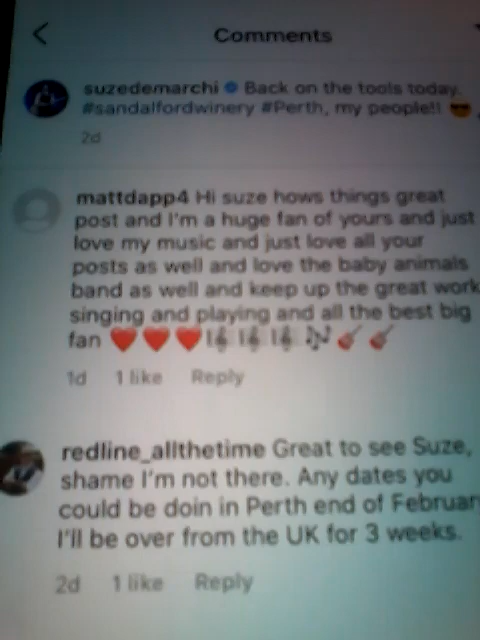 Comments
suzedemarchi Back on the tools today.
#sandalfordwinery #Perth, my people!! 😎
2d
mattdapp4 Hi suze hows things great
post and I'm a huge fan of yours and just
love my music and just love all your
posts as well and love the baby animals
band as well and keep up the great work
singing and playing and all the best big
fan ❤️❤️❤️🎼🎼🎼🎶🎸🎸
1d 1 like Reply
redline_allthetime Great to see Suze,
shame I'm not there. Any dates you
could be doin in Perth end of Februar
I'll be over from the UK for 3 weeks.
2d 1 like Reply